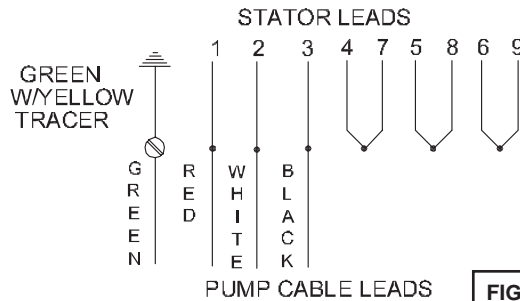 STATOR LEADS
1 2 3 4 7 5 8 6 9
GREEN
W/YELLOW
TRACER
GREEN
RED
WHITE
BLACK
PUMP CABLE LEADS
FIG